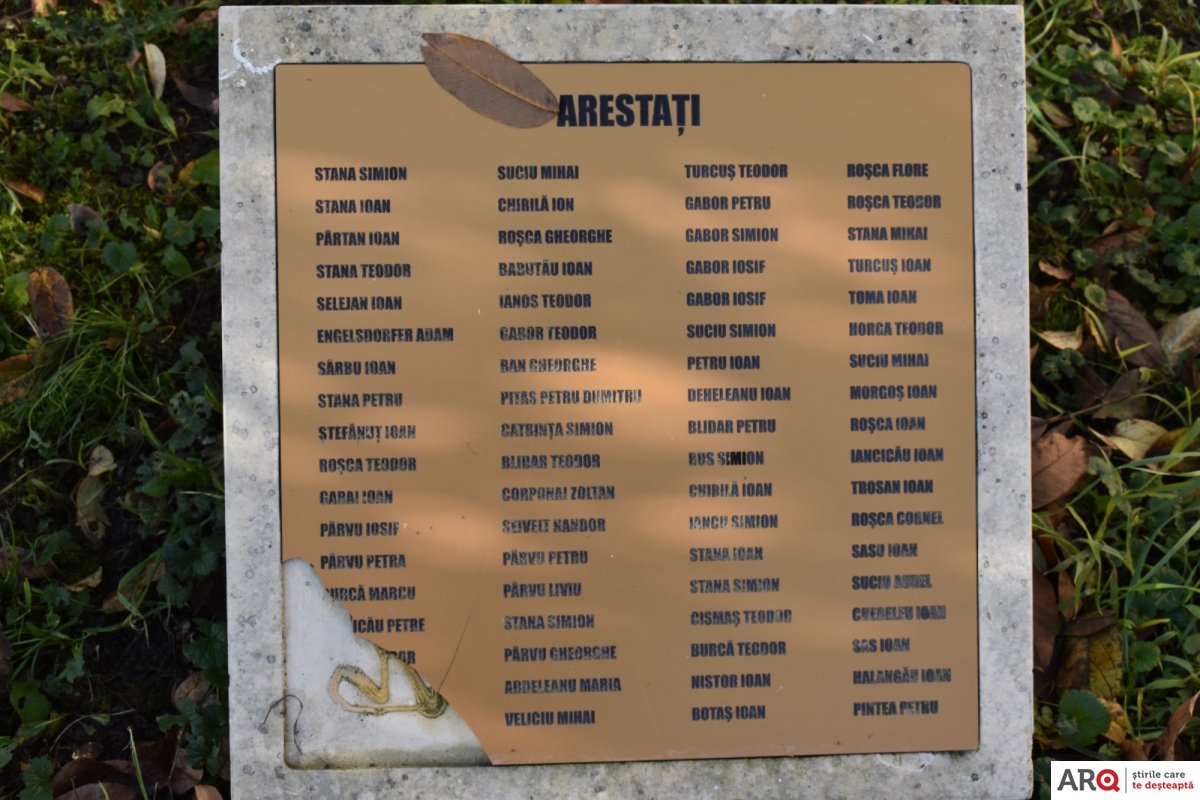 ARESTAȚI
STANA SIMION
STANA IOAN
PÂRTAN IOAN
STANA TEODOR
SELEJAN IOAN
ENGELSDORFER ADAM
SÂRBU IOAN
STANA PETRU
ȘTEFĂNUȚ IOAN
ROȘCA TEODOR
GARAI IOAN
PÂRVU IOSIF
PÂRVU PETRA
MARCU
PETRE
SUCIU MIHAI
CHIRILĂ ION
ROȘCA GHEORGHE
BABUTĂU IOAN
IANOS TEODOR
GABOR TEODOR
BAN GHEORGHE
PITAS PETRU DUMITRU
CATRINȚA SIMION
BLIDAR TEODOR
CORPONAI ZOLTAN
SEIVELT NANDOR
PÂRVU PETRU
PÂRVU LIVIU
STANA SIMION
PÂRVU GHEORGHE
ARDELEANU MARIA
VELICIU MIHAI
TURCUȘ TEODOR
GABOR PETRU
GABOR SIMION
GABOR IOSIF
GABOR IOSIF
SUCIU SIMION
PETRU IOAN
DEHELEANU IOAN
BLIDAR PETRU
RUS SIMION
CHIRILĂ IOAN
IANCU SIMION
STANA IOAN
STANA SIMION
CISMAȘ TEODOR
BURCĂ TEODOR
NISTOR IOAN
BOTAȘ IOAN
ROȘCA FLORE
ROȘCA TEODOR
STANA MIHAI
TURCUȘ IOAN
TOMA IOAN
HORGA TEODOR
SUCIU MIHAI
MORGOȘ IOAN
ROȘCA IOAN
IANCICĂU IOAN
TROSAN IOAN
ROȘCA CORNEL
SASU IOAN
SUCIU AUREL
CHERELEU IOAN
SAS IOAN
HALANGĂU IOAN
PINTEA PETRU
ARQ
știrile care
te deșteaptă